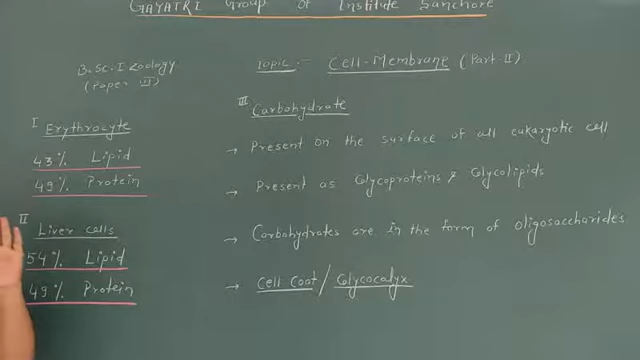 GAYATRI Group of Institute Sanchore
B.Sc-I Zoology
(Paper III)
Topic :- Cell-Membrane (Part-II)
I Erythrocyte
43% Lipid
49% Protein
II Liver cells
54% Lipid
49% Protein
III Carbohydrate
→ Present on the surface of all eukaryotic cell
→ Present as Glycoproteins & Glycolipids
→ Carbohydrates are in the form of oligosaccharides
→ Cell Coat / Glycocalyx